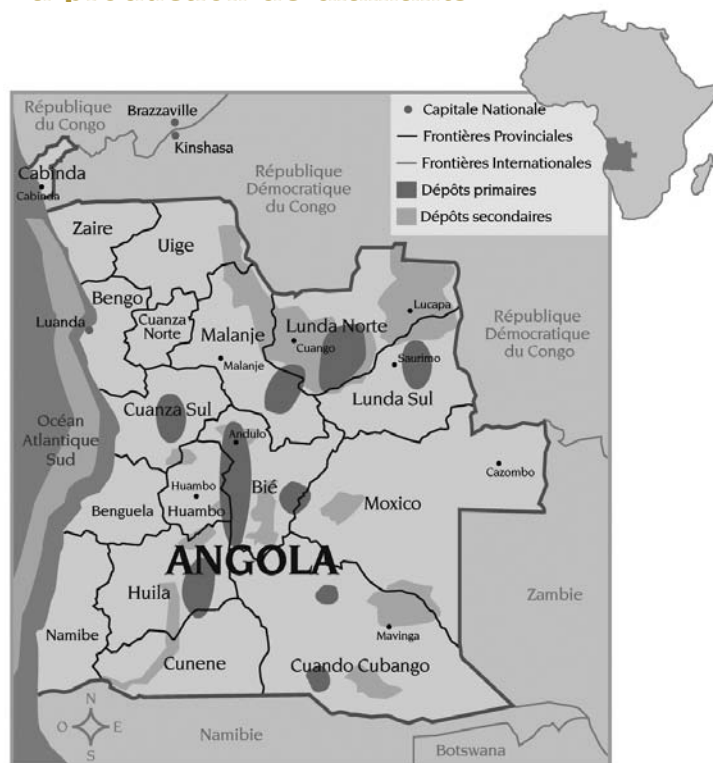 République
du Congo
Brazzaville
Kinshasa
Capitale Nationale
Frontières Provinciales
Frontières Internationales
Dépôts primaires
Dépôts secondaires
Cabinda
Cabinda
République
Démocratique
du Congo
Zaire
Uige
Bengo
Luanda
Cuanza
Norte
Malanje
Malanje
Lunda Norte
Cuango
Lucapa
République
Démocratique
du Congo
Saurimo
Lunda Sul
Océan
Atlantique
Sud
Cuanza Sul
Andulo
Cazombo
Huambo
Huambo
Bié
Moxico
Benguela
ANGOLA
Huila
Zambie
Namibe
Mavinga
Cunene
Cuando Cubango
N
O
E
S
Namibie
Botswana